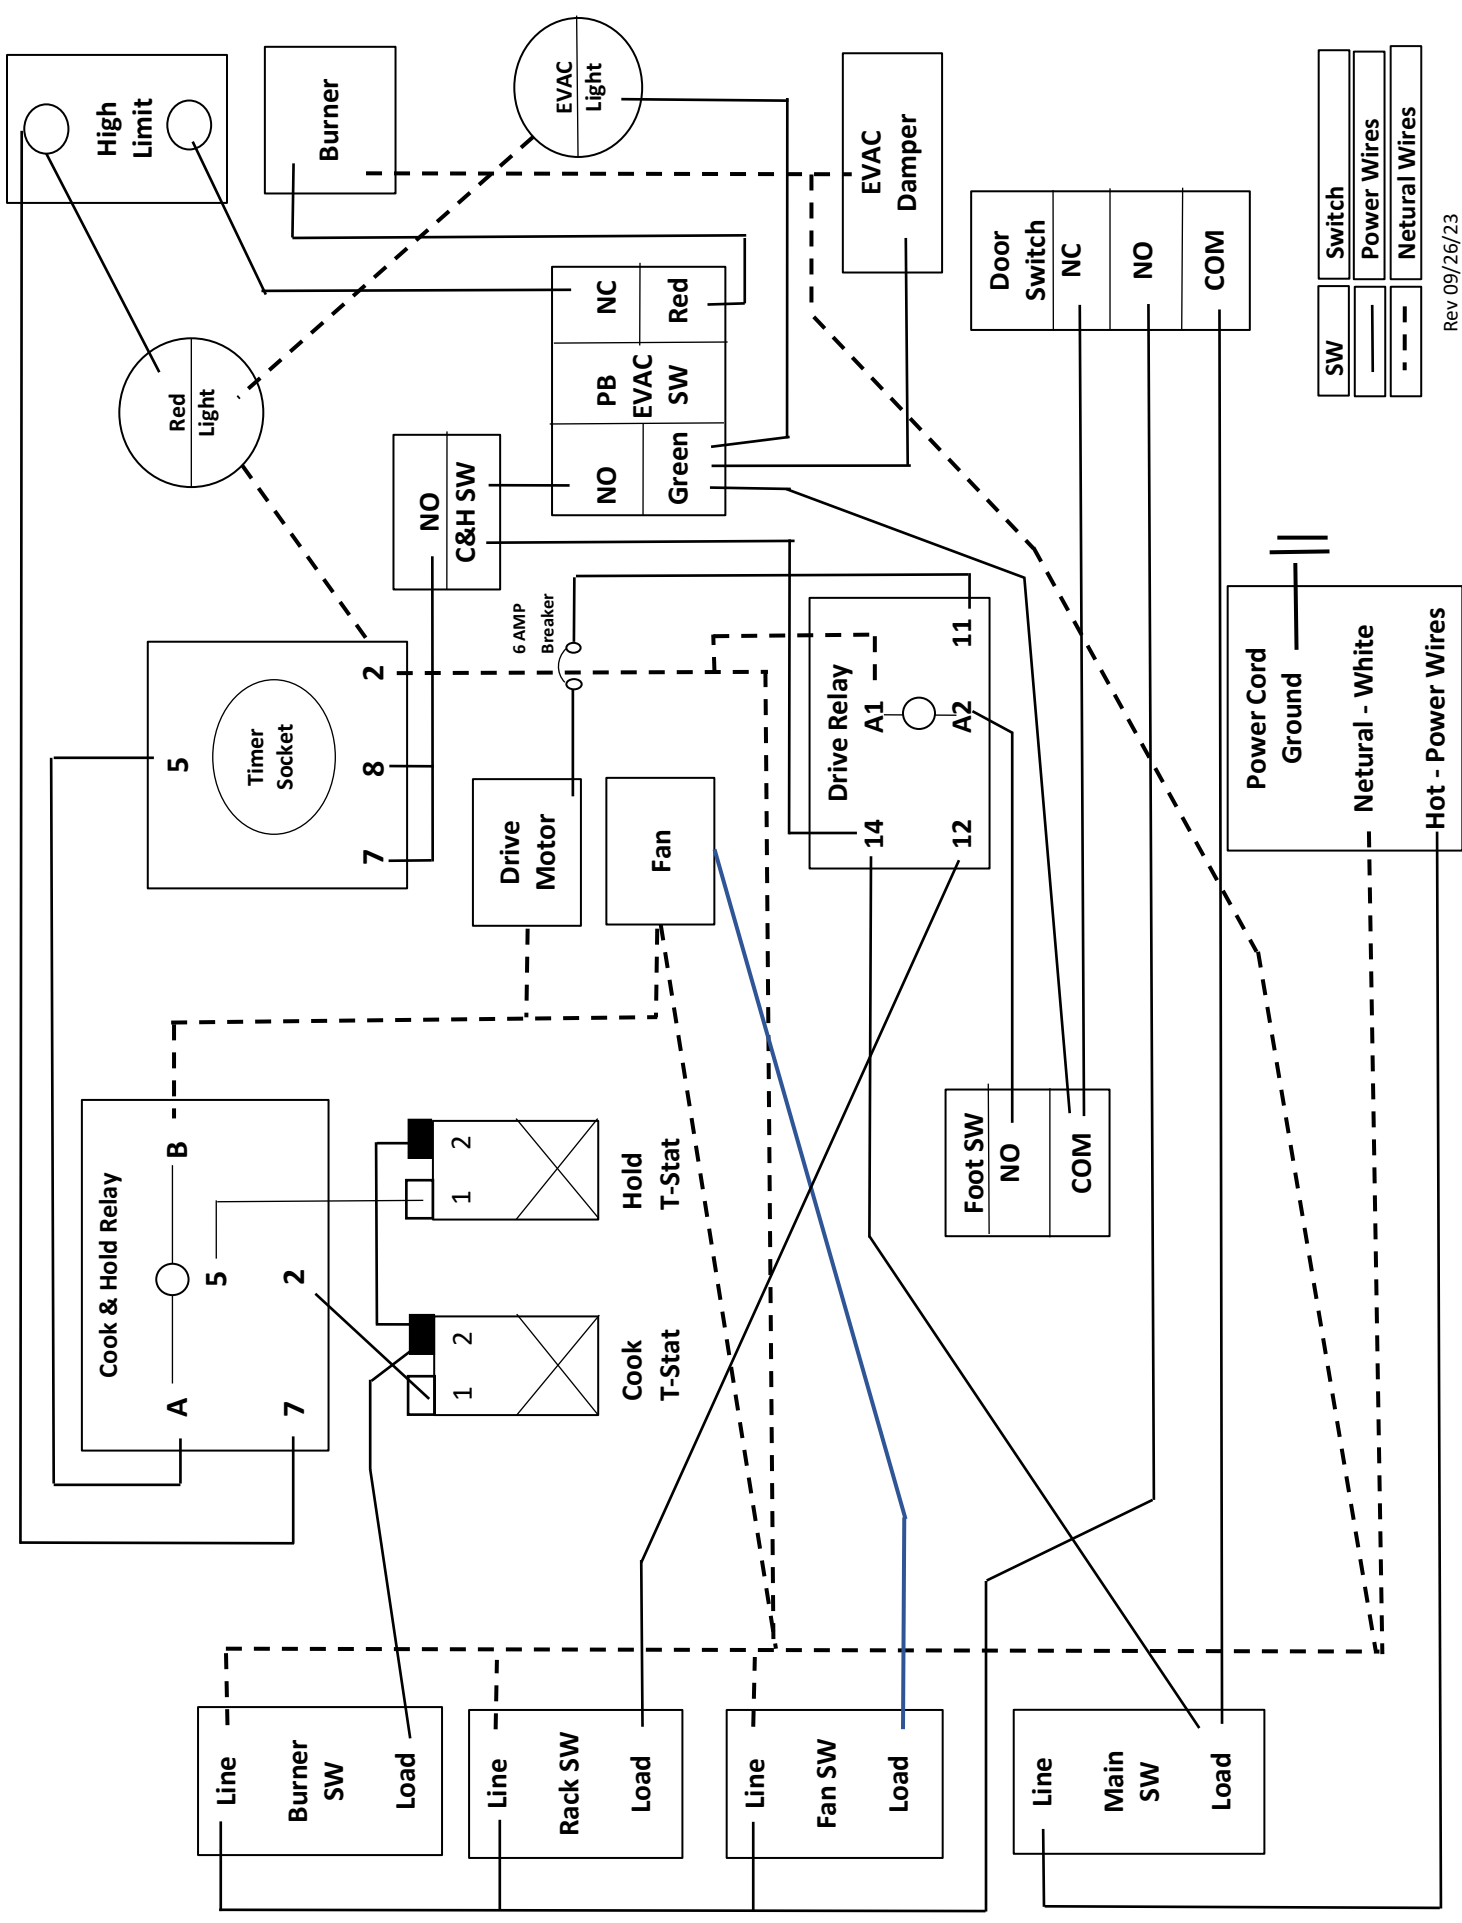 High
Limit
Burner
EVAC
Light
EVAC
Damper
Red
Light
NO
C&H SW
NC
Red
PB
EVAC
SW
NO
Green
Door
Switch
NC
NO
COM
SW
Switch
Power Wires
Netural Wires
Rev 09/26/23
Timer
Socket
5
2
8
7
6 AMP
Breaker
Drive
Motor
Fan
Drive Relay
A1
A2
11
14
12
Power Cord
Ground
Netural - White
Hot - Power Wires
Cook & Hold Relay
A
B
5
2
7
1
2
Hold
T-Stat
1
2
Cook
T-Stat
Foot SW
NO
COM
Line
Burner
SW
Load
Line
Rack SW
Load
Line
Fan SW
Load
Line
Main
SW
Load